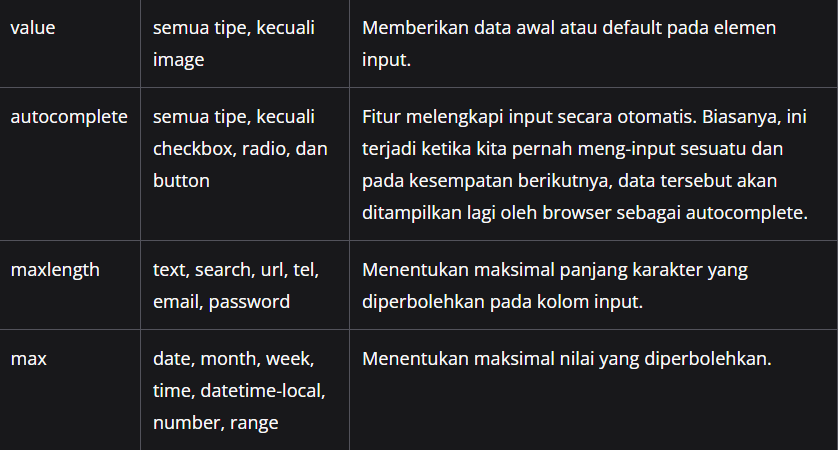 value
semua tipe, kecuali
image
Memberikan data awal atau default pada elemen
input.
autocomplete
semua tipe, kecuali
checkbox, radio, dan
button
Fitur melengkapi input secara otomatis. Biasanya, ini
terjadi ketika kita pernah meng-input sesuatu dan
pada kesempatan berikutnya, data tersebut akan
ditampilkan lagi oleh browser sebagai autocomplete.
maxlength
text, search, url, tel,
email, password
Menentukan maksimal panjang karakter yang
diperbolehkan pada kolom input.
max
date, month, week,
time, datetime-local,
number, range
Menentukan maksimal nilai yang diperbolehkan.